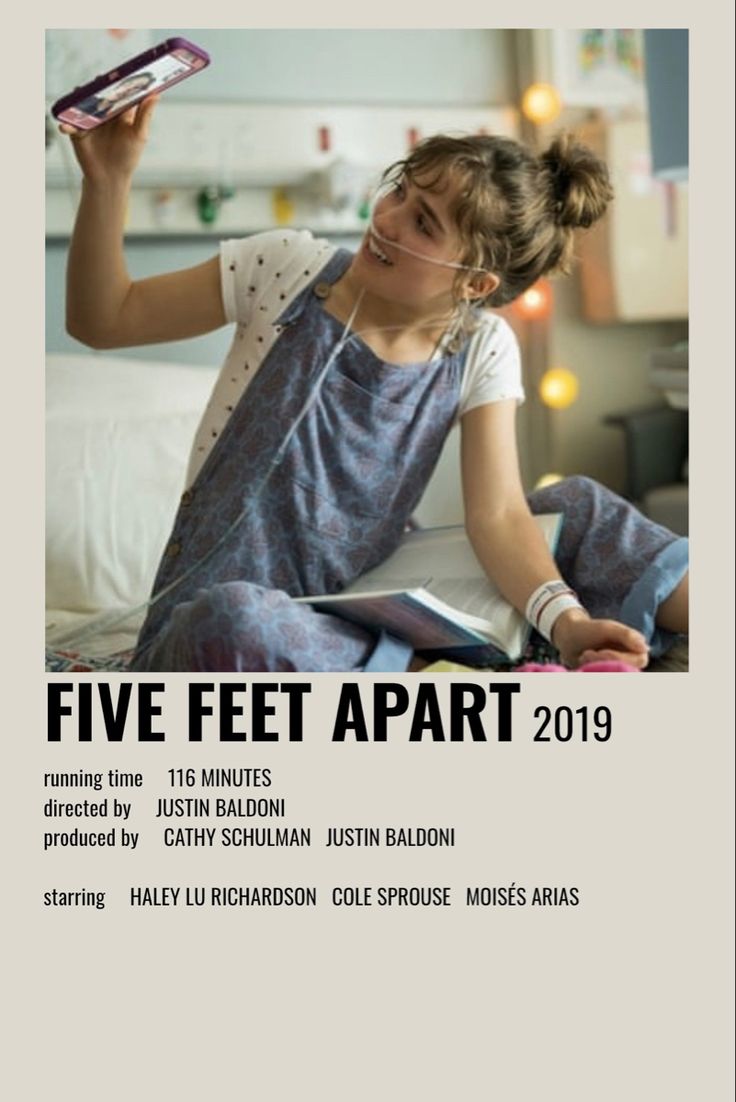 FIVE FEET APART 2019
running time 116 MINUTES
directed by JUSTIN BALDONI
produced by CATHY SCHULMAN JUSTIN BALDONI
starring HALEY LU RICHARDSON COLE SPROUSE MOISÉS ARIAS